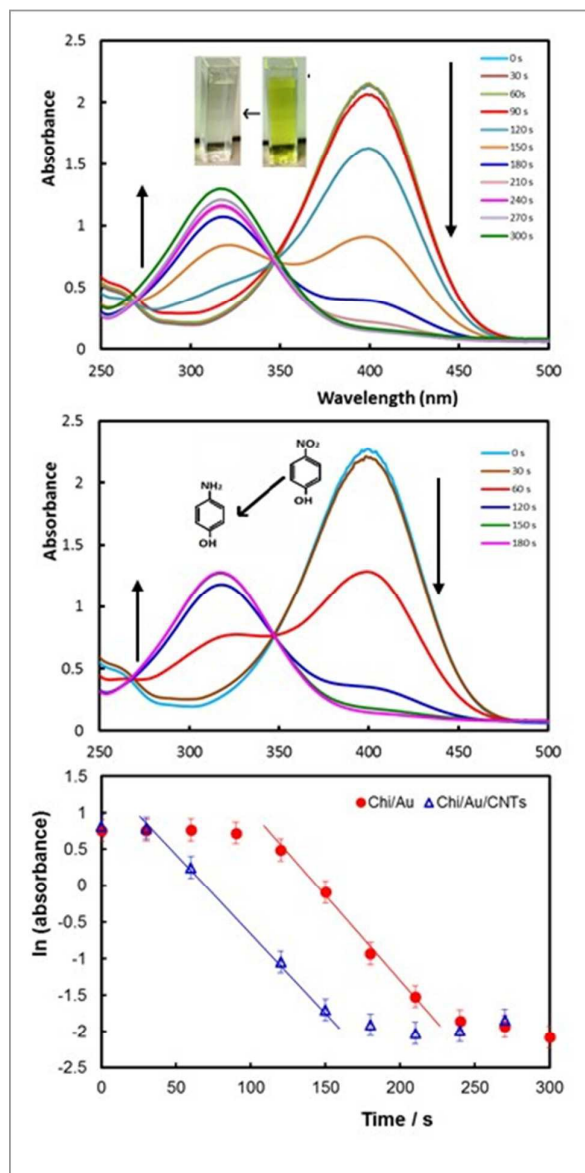 2.5
2
1.5
1
0.5
0
Absorbance
0 s
30 s
60s
90 s
120 s
150 s
180 s
210 s
240 s
270 s
300 s
250 300 350 400 450 500
Wavelength (nm)
2.5
2
1.5
1
0.5
0
Absorbance
NO₂
OH
NH₂
OH
0 s
30 s
60 s
120 s
150 s
180 s
250 300 350 400 450 500
1.5
1
0.5
0
-0.5
-1
-1.5
-2
-2.5
ln (absorbance)
Chi/Au Chi/Au/CNTs
0 50 100 150 200 250 300
Time / s